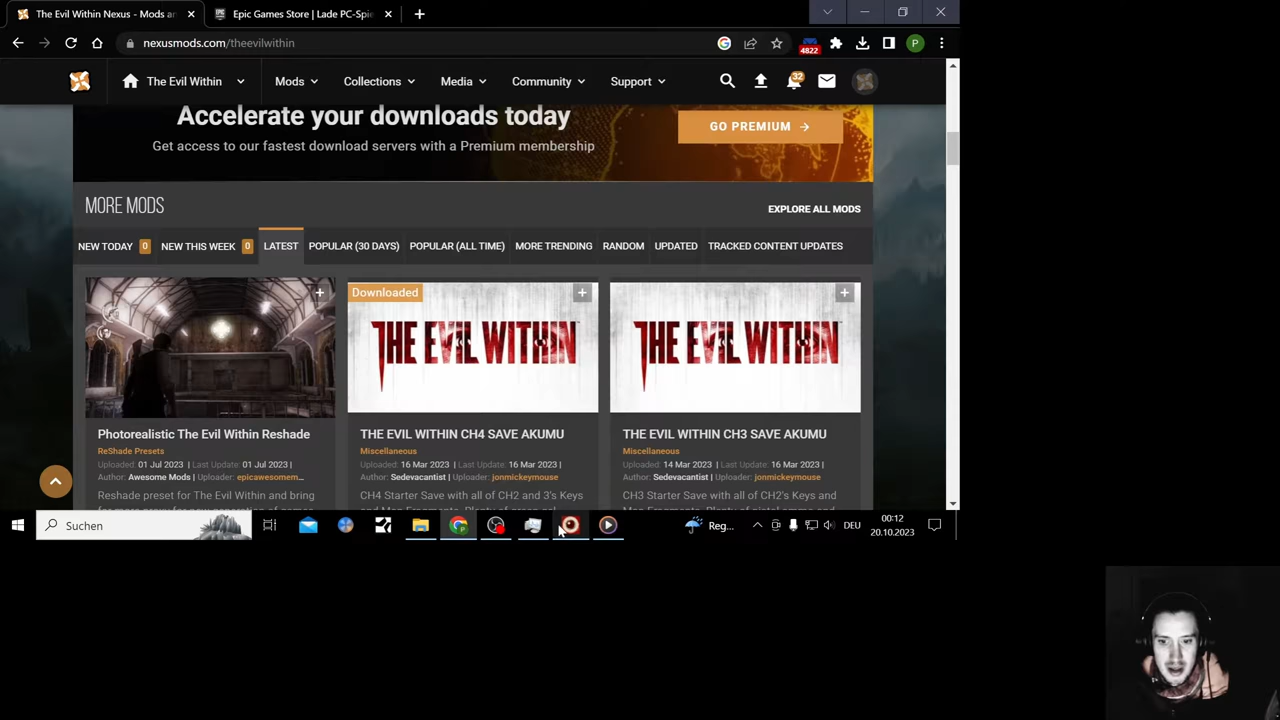 The Evil Within Nexus - Mods an
Epic Games Store | Lade PC-Spie
nexusmods.com/theevilwithin
4822
P
The Evil Within
Mods
Collections
Media
Community
Support
32
Accelerate your downloads today
Get access to our fastest download servers with a Premium membership
GO PREMIUM
MORE MODS
EXPLORE ALL MODS
NEW TODAY 0
NEW THIS WEEK 0
LATEST
POPULAR (30 DAYS)
POPULAR (ALL TIME)
MORE TRENDING
RANDOM
UPDATED
TRACKED CONTENT UPDATES
Photorealistic The Evil Within Reshade
ReShade Presets
Uploaded: 01 Jul 2023 | Last Update: 01 Jul 2023 |
Author: Awesome Mods | Uploader: epicawesomem...
Reshade preset for The Evil Within and bring
Downloaded
THE EVIL WITHIN
THE EVIL WITHIN CH4 SAVE AKUMU
Miscellaneous
Uploaded: 16 Mar 2023 | Last Update: 16 Mar 2023 |
Author: Sedevacantist | Uploader: jonmickeymouse
CH4 Starter Save with all of CH2 and 3's Keys
THE EVIL WITHIN
THE EVIL WITHIN CH3 SAVE AKUMU
Miscellaneous
Uploaded: 14 Mar 2023 | Last Update: 16 Mar 2023 |
Author: Sedevacantist | Uploader: jonmickeymouse
CH3 Starter Save with all of CH2's Keys and
Suchen
Reg...
DEU
00:12
20.10.2023